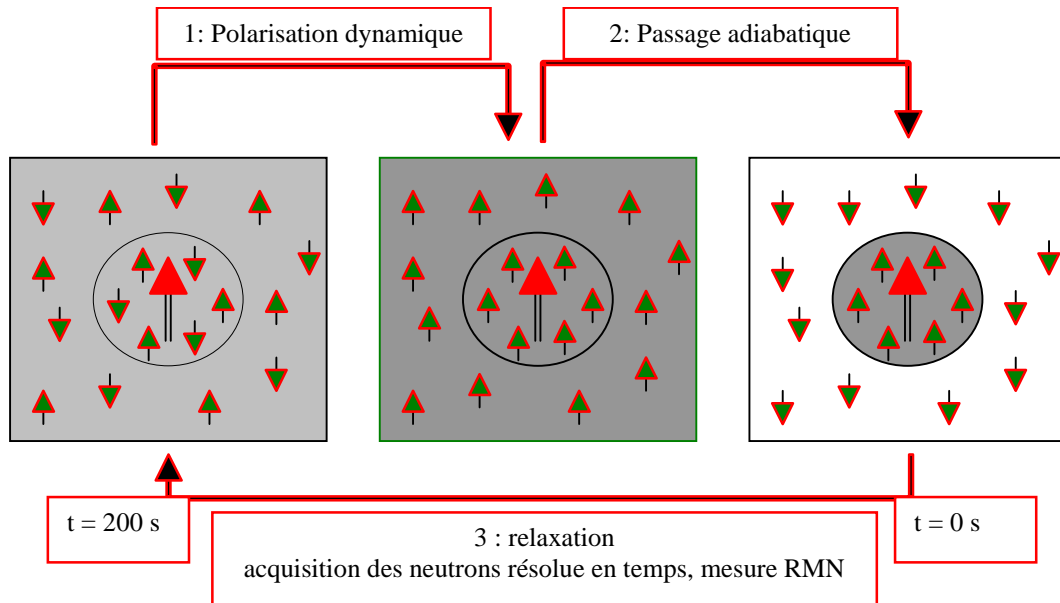 1: Polarisation dynamique
2: Passage adiabatique
t = 200 s
t = 0 s
3 : relaxation
acquisition des neutrons résolue en temps, mesure RMN